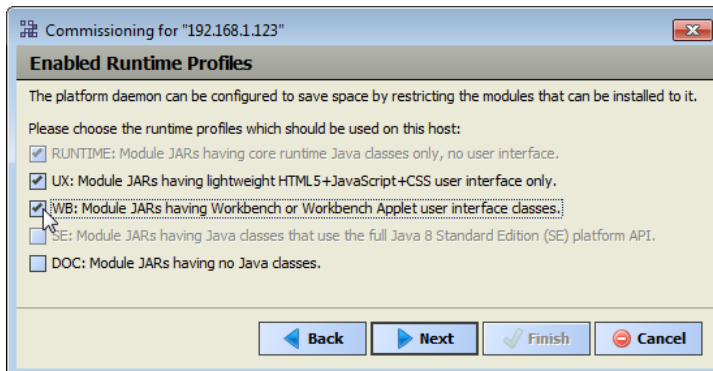 Commissioning for "192.168.1.123"
Enabled Runtime Profiles
The platform daemon can be configured to save space by restricting the modules that can be installed to it.
Please choose the runtime profiles which should be used on this host:
RUNTIME: Module JARs having core runtime Java classes only, no user interface.
UX: Module JARs having lightweight HTML5+JavaScript+CSS user interface only.
WB: Module JARs having Workbench or Workbench Applet user interface classes.
SE: Module JARs having Java classes that use the full Java 8 Standard Edition (SE) platform API.
DOC: Module JARs having no Java classes.
Back Next Finish Cancel